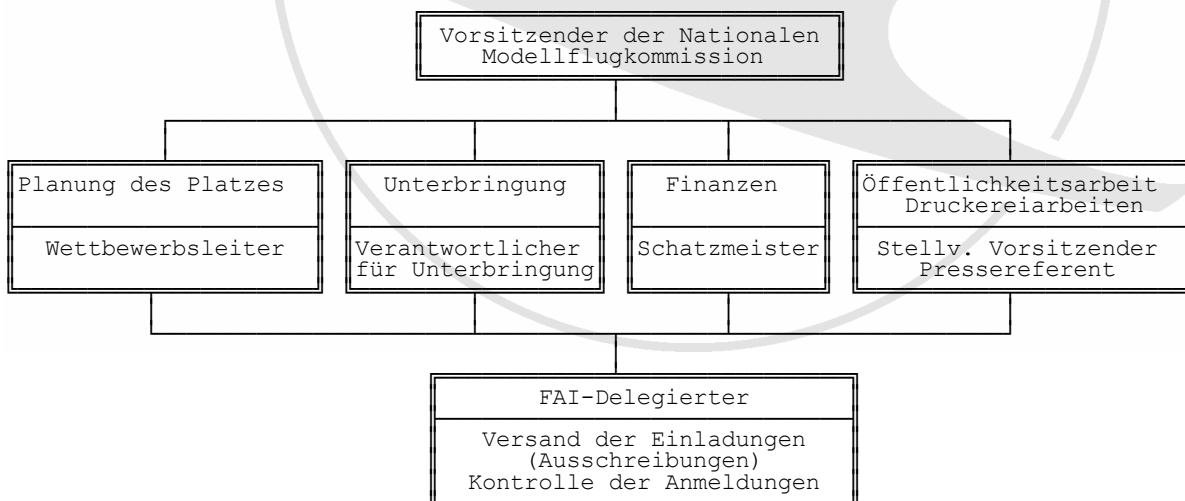 Vorsitzender der Nationalen
Modellflugkommission
Planung des Platzes
Wettbewerbsleiter
Unterbringung
Verantwortlicher
für Unterbringung
Finanzen
Schatzmeister
Öffentlichkeitsarbeit
Druckereiarbeiten
Stellv. Vorsitzender
Pressereferent
FAI-Delegierter
Versand der Einladungen
(Ausschreibungen)
Kontrolle der Anmeldungen